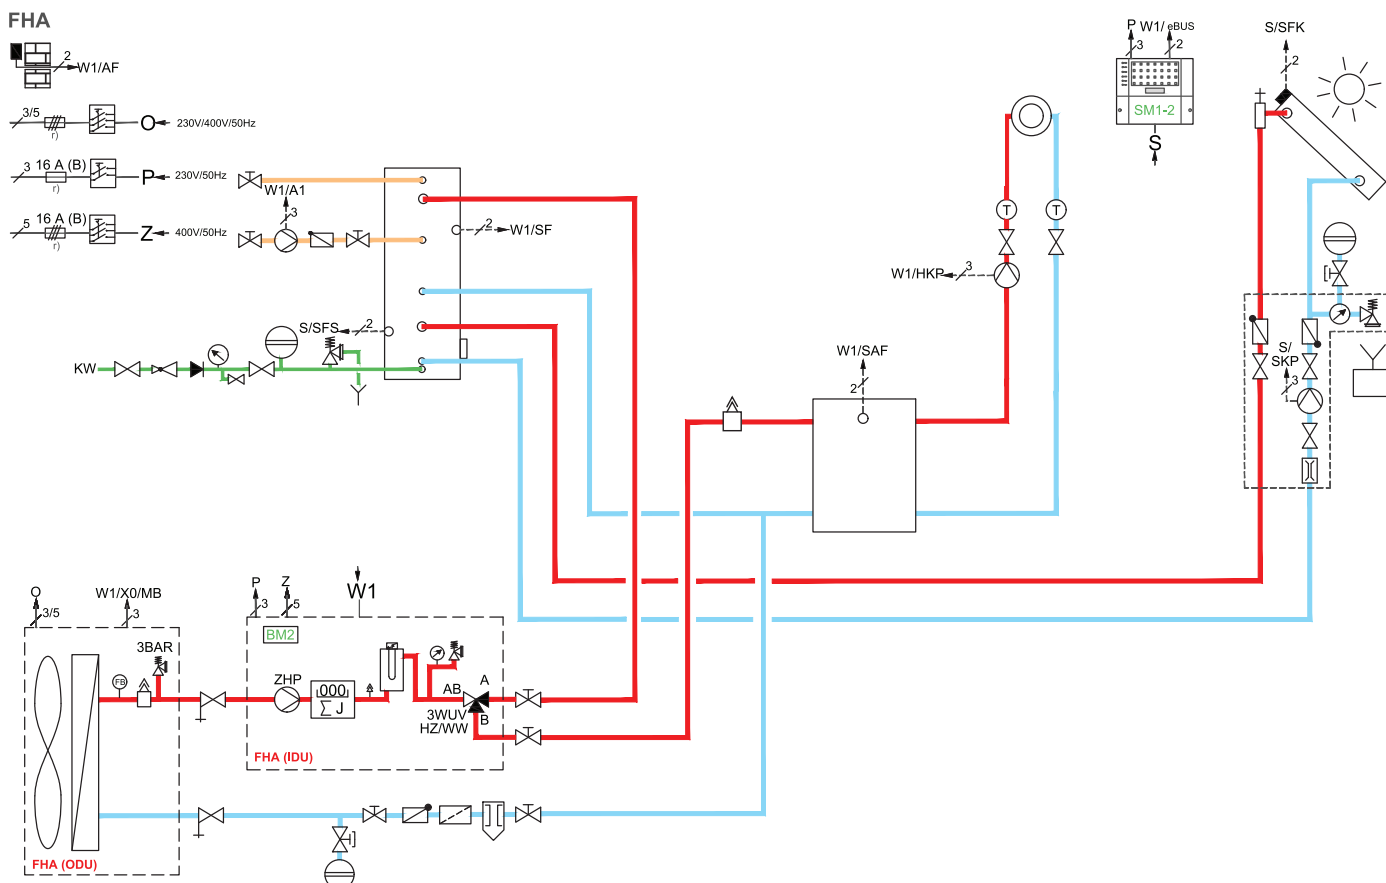 FHA
2
W1/AF
3/5
r)
O
230V/400V/50Hz
16 A (B)
3
r)
P
230V/50Hz
16 A (B)
5
r)
Z
400V/50Hz
W1/A1
3
2
W1/SF
S/SFS
2
KW
P
W1/ eBUS
3
2
SM1-2
S
S/SFK
2
T
T
W1/HKP
3
W1/SAF
2
S/
SKP
3
O
3/5
W1/X0/MB
3
3BAR
FB
FHA (ODU)
P
3
Z
5
W1
BM2
ZHP
000
∑ J
AB
A
B
3WUV
HZ/WW
FHA (IDU)